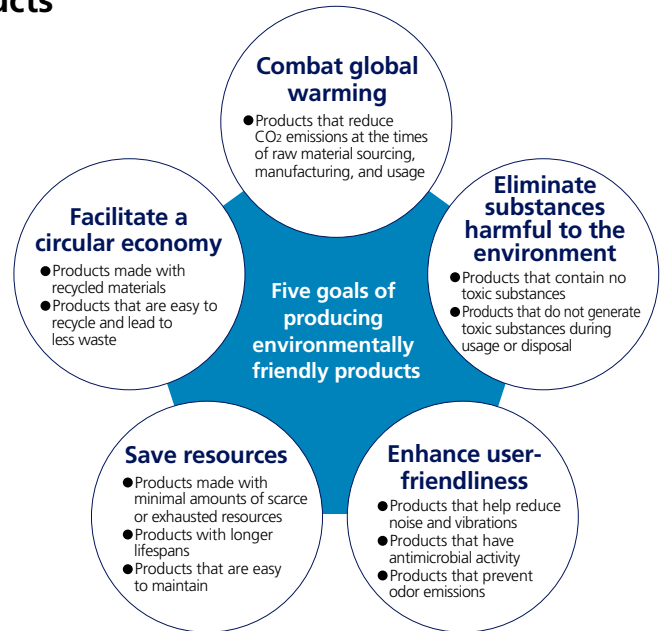 Combat global
warming
●Products that reduce
CO2 emissions at the times
of raw material sourcing,
manufacturing, and usage
Eliminate
substances
harmful to the
environment
●Products that contain no
toxic substances
●Products that do not generate
toxic substances during
usage or disposal
Facilitate a
circular economy
●Products made with
recycled materials
●Products that are easy to
recycle and lead to
less waste
Five goals of
producing
environmentally
friendly products
Save resources
●Products made with
minimal amounts of scarce
or exhausted resources
●Products with longer
lifespans
●Products that are easy
to maintain
Enhance user-
friendliness
●Products that help reduce
noise and vibrations
●Products that have
antimicrobial activity
●Products that prevent
odor emissions